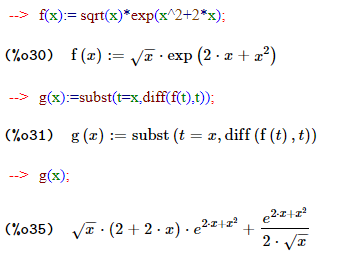 --> f(x):= sqrt(x)*exp(x^2+2*x);
(%o30) f(x) := √x · exp(2 · x + x²)
--> g(x):=subst(t=x,diff(f(t),t));
(%o31) g(x) := subst(t = x, diff(f(t), t))
--> g(x);
(%o35) √x · (2 + 2 · x) · e^(2·x+x²) + e^(2·x+x²) / (2 · √x)